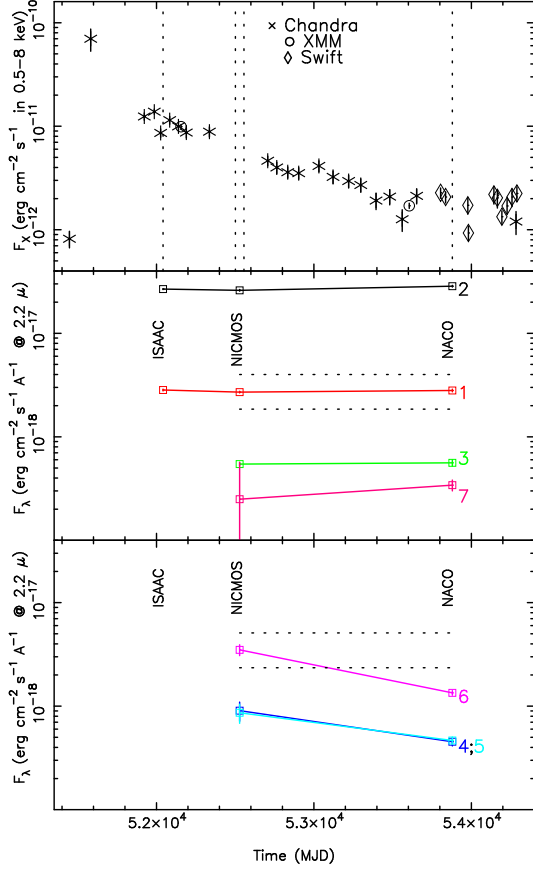 10⁻¹⁰
× Chandra
○ XMM
◇ Swift
10⁻¹¹
10⁻¹²
F_X (erg cm⁻² s⁻¹ in 0.5–8 keV)
2
ISAAC
NICMOS
NACO
10⁻¹⁷
1
10⁻¹⁸
3
7
F_λ (erg cm⁻² s⁻¹ A⁻¹ @ 2.2 μ)
ISAAC
NICMOS
NACO
10⁻¹⁷
6
10⁻¹⁸
4;5
F_λ (erg cm⁻² s⁻¹ A⁻¹ @ 2.2 μ)
5.2×10⁴ 5.3×10⁴ 5.4×10⁴
Time (MJD)